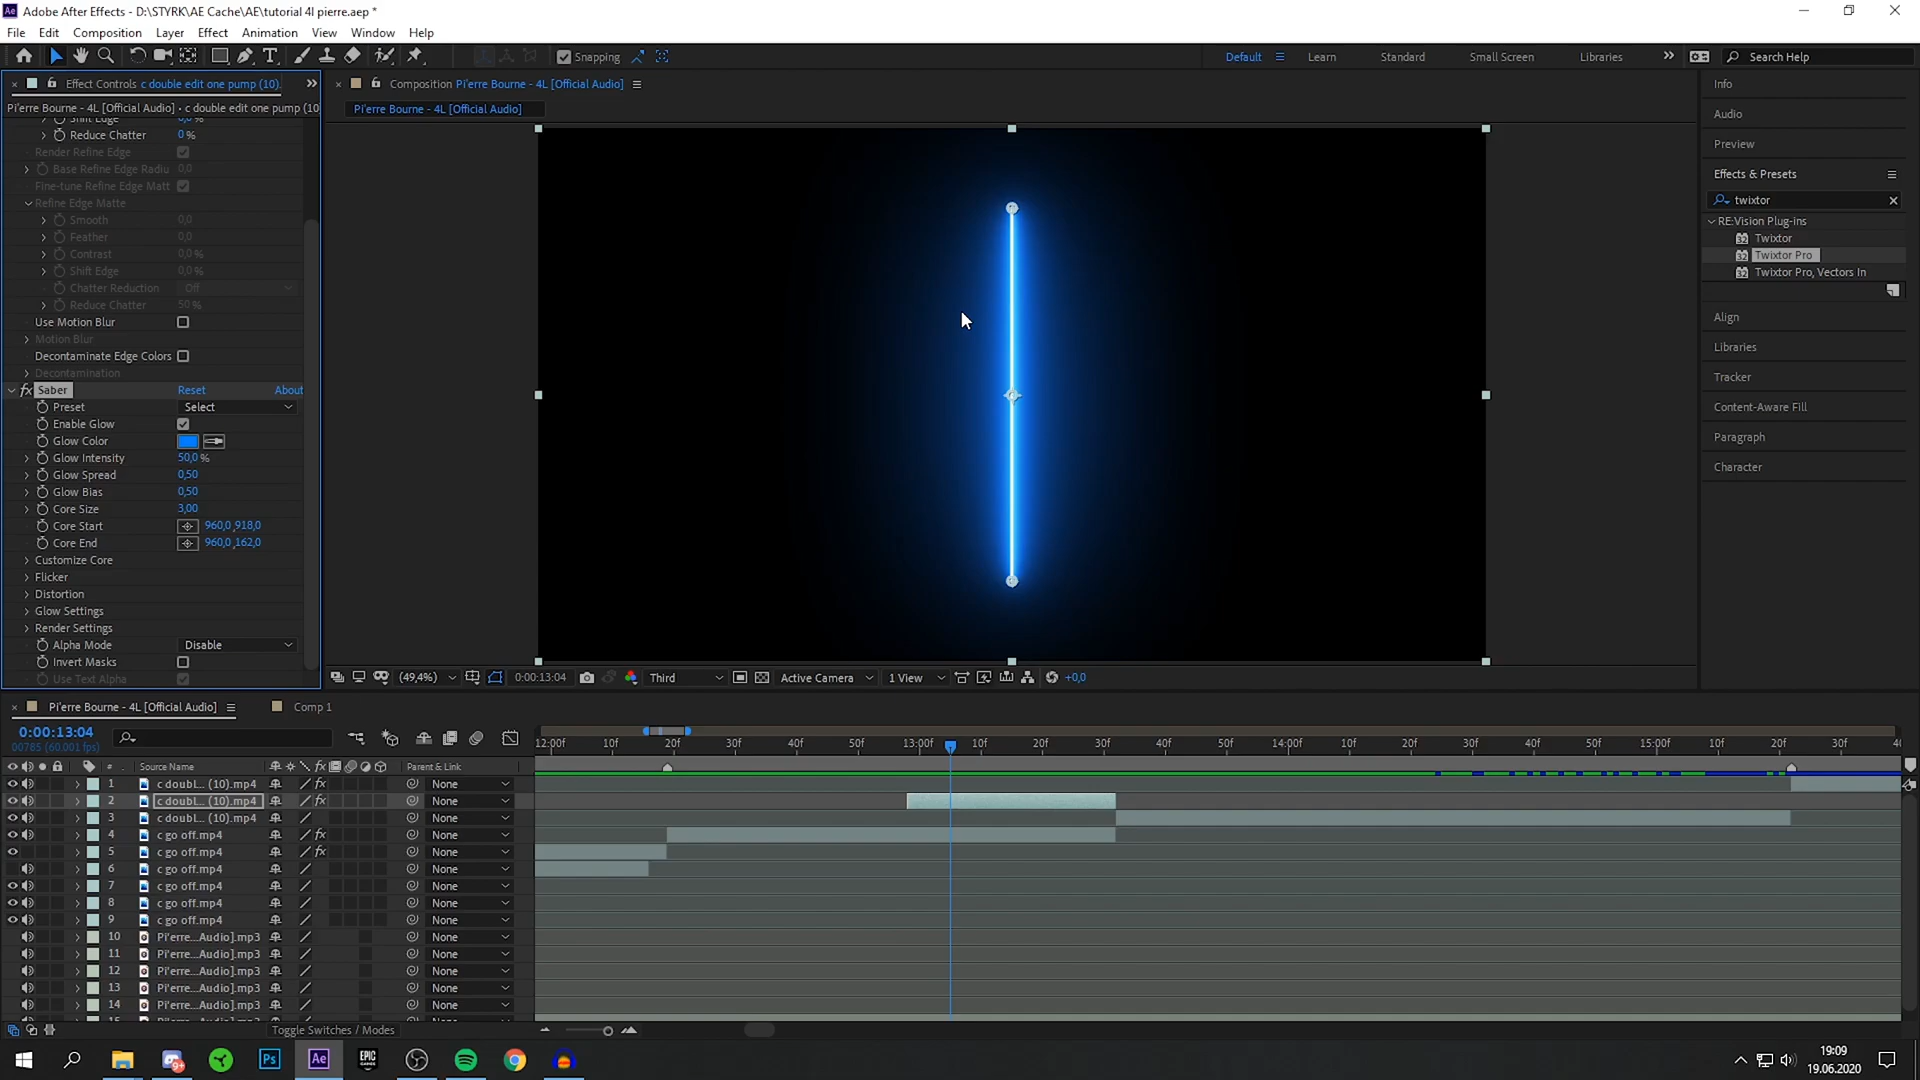 Adobe After Effects - D:\STYRK\AE Cache\AE\tutorial 4l pierre.aep *
File Edit Composition Layer Effect Animation View Window Help
Snapping
Default Learn Standard Small Screen Libraries Search Help
Effect Controls c double edit one pump (10).
Composition Pi'erre Bourne - 4L [Official Audio]
Info
Pi'erre Bourne - 4L [Official Audio] • c double edit one pump (10)
Pi'erre Bourne - 4L [Official Audio]
Audio
Shift Edge 0,0 %
Reduce Chatter 0 %
Preview
Render Refine Edge
Base Refine Edge Radiu 0,0
Effects & Presets
Fine-tune Refine Edge Matt
twixtor
Refine Edge Matte
Smooth 0,0
RE:Vision Plug-ins
Feather 0,0
Twixtor
Contrast 0,0 %
Twixtor Pro
Shift Edge 0,0 %
Twixtor Pro, Vectors In
Chatter Reduction Off
Reduce Chatter 50 %
Align
Use Motion Blur
Motion Blur
Libraries
Decontaminate Edge Colors
Decontamination
Tracker
Saber Reset About
Preset Select
Content-Aware Fill
Enable Glow
Glow Color
Paragraph
Glow Intensity 50,0 %
Glow Spread 0,50
Character
Glow Bias 0,50
Core Size 3,00
Core Start 960,0,918,0
Core End 960,0,162,0
Customize Core
Flicker
Distortion
Glow Settings
Render Settings
Alpha Mode Disable
Invert Masks
Use Text Alpha
(49,4%) 0:00:13:04 Third Active Camera 1 View +0,0
Pi'erre Bourne - 4L [Official Audio] Comp 1
0:00:13:04
00785 (60.001 fps)
12:00f 10f 20f 30f 40f 50f 13:00f 10f 20f 30f 40f 50f 14:00f 10f 20f 30f 40f 50f 15:00f 10f 20f 30f 40
# Source Name Parent & Link
1 c doubl... (10).mp4 None
2 c doubl... (10).mp4 None
3 c doubl... (10).mp4 None
4 c go off.mp4 None
5 c go off.mp4 None
6 c go off.mp4 None
7 c go off.mp4 None
8 c go off.mp4 None
9 c go off.mp4 None
10 Pi'erre...Audio].mp3 None
11 Pi'erre...Audio].mp3 None
12 Pi'erre...Audio].mp3 None
13 Pi'erre...Audio].mp3 None
14 Pi'erre...Audio].mp3 None
Toggle Switches / Modes
Ps Ae EPIC GAMES
19:09
19.06.2020